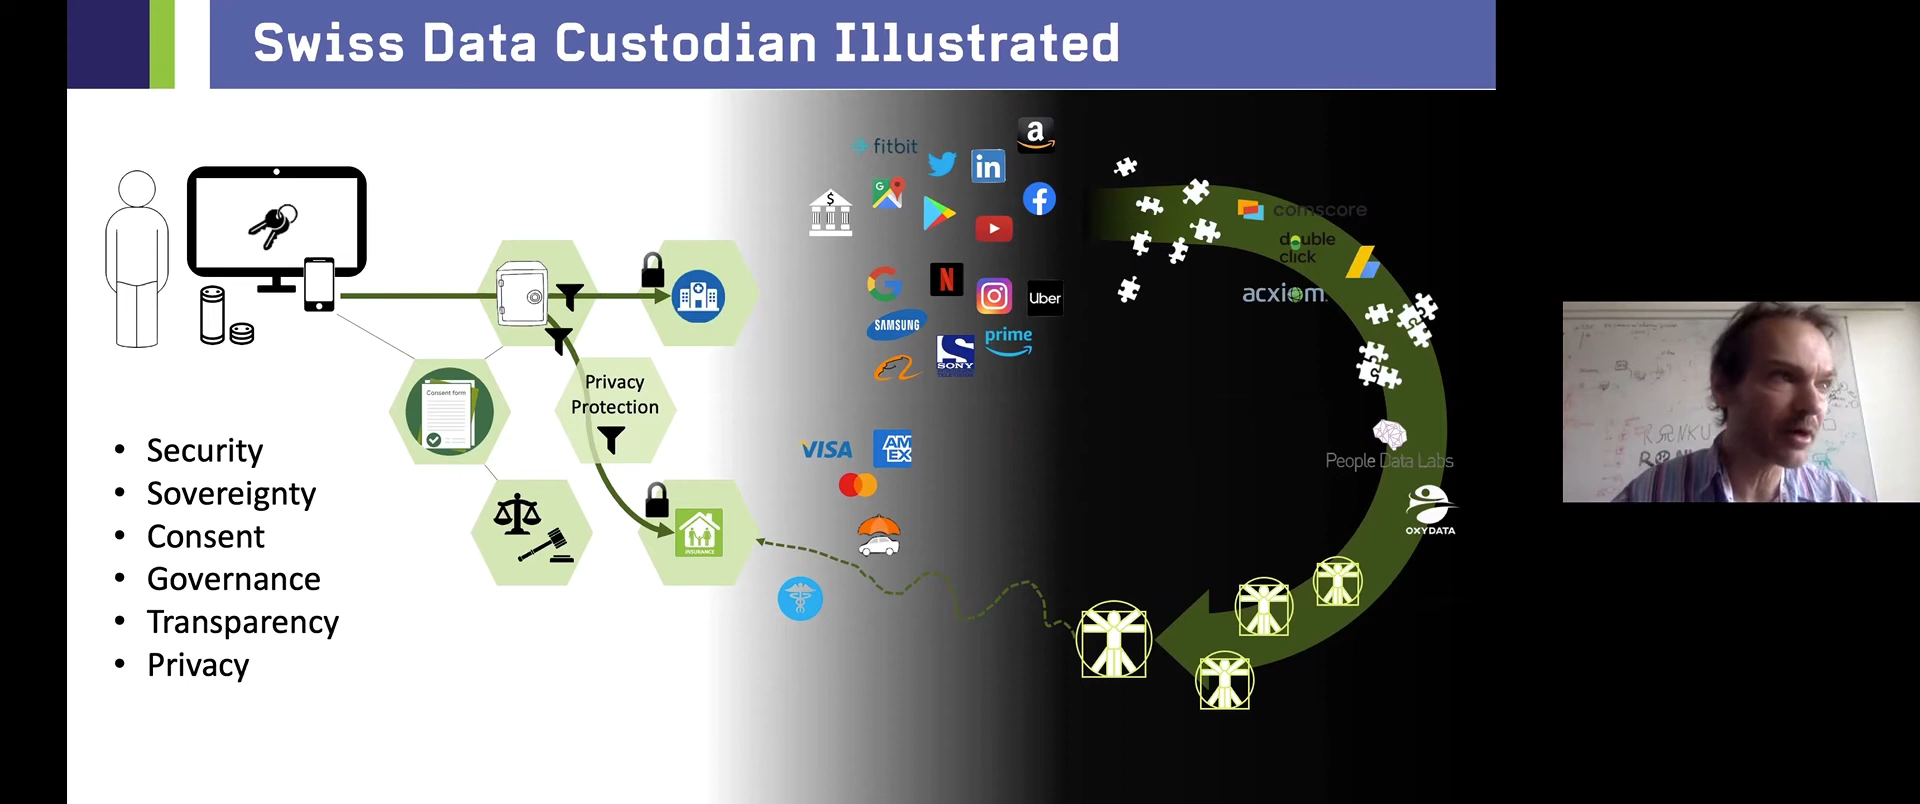 Swiss Data Custodian Illustrated
fitbit
a
in
G
$
f
G
N
Uber
SAMSUNG
prime
S
SONY
comscore
double
click
acxiom
Consent form
Privacy
Protection
VISA
AM
EX
INSURANCE
People Data Labs
OXYDATA
• Security
• Sovereignty
• Consent
• Governance
• Transparency
• Privacy